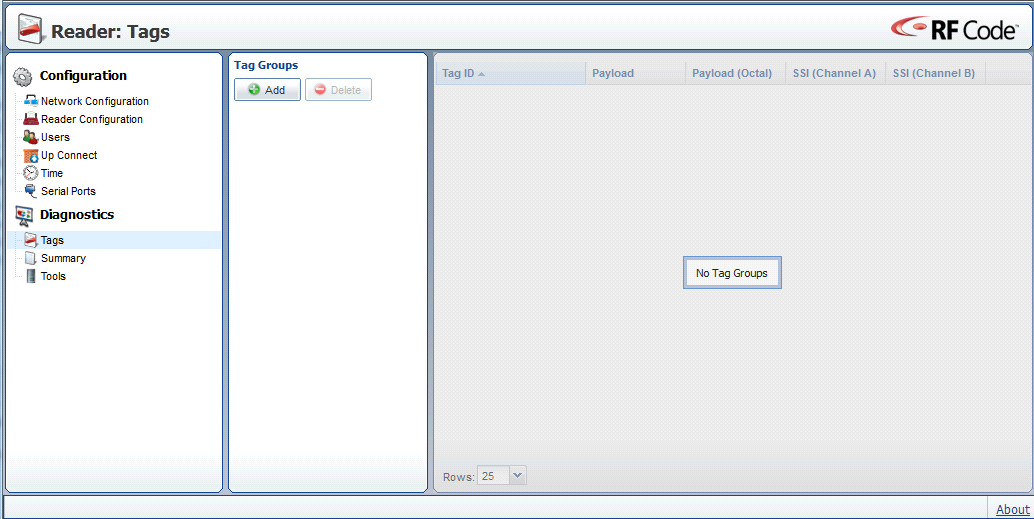 Reader: Tags
RF Code™
Configuration
Network Configuration
Reader Configuration
Users
Up Connect
Time
Serial Ports
Diagnostics
Tags
Summary
Tools
Tag Groups
Add
Delete
Tag ID Payload Payload (Octal) SSI (Channel A) SSI (Channel B)
No Tag Groups
Rows: 25
About